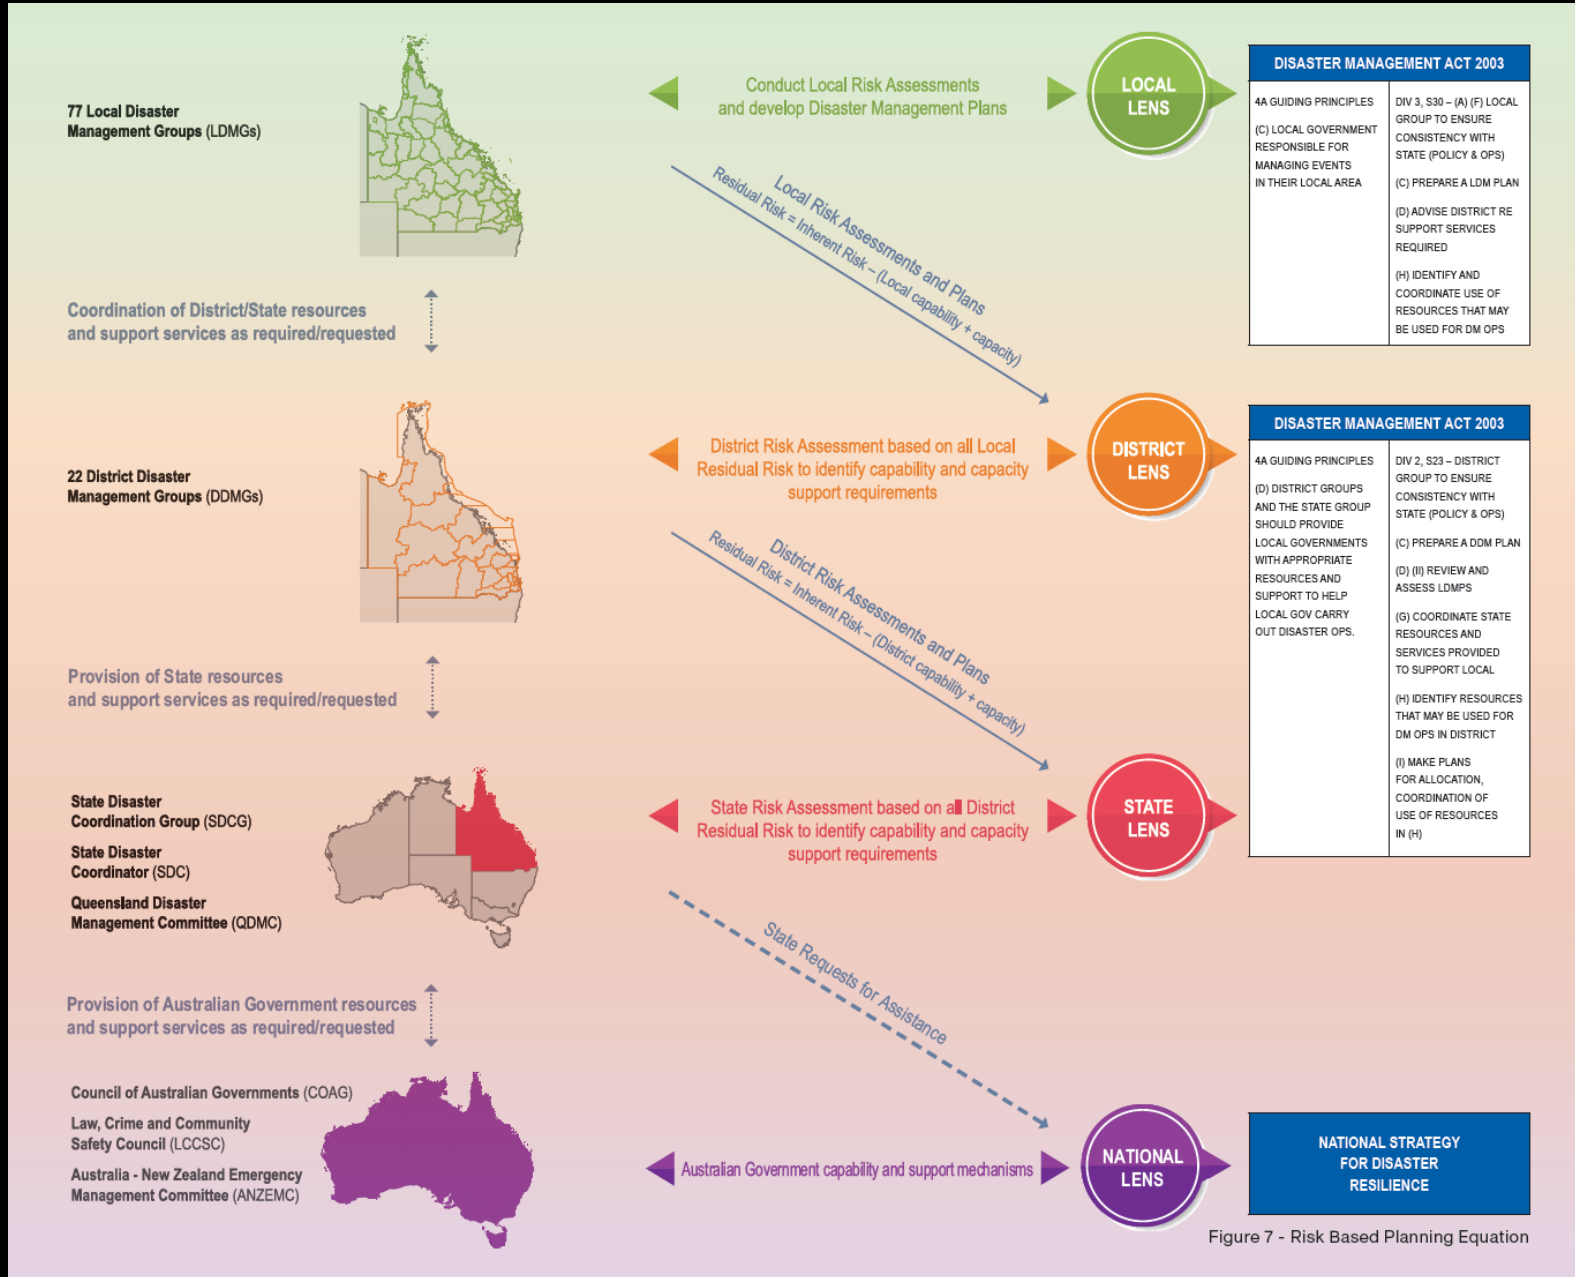 77 Local Disaster
Management Groups (LDMGs)
Conduct Local Risk Assessments
and develop Disaster Management Plans
LOCAL
LENS
DISASTER MANAGEMENT ACT 2003
4A GUIDING PRINCIPLES
(C) LOCAL GOVERNMENT
RESPONSIBLE FOR
MANAGING EVENTS
IN THEIR LOCAL AREA
DIV 3, S30 – (A) (F) LOCAL
GROUP TO ENSURE
CONSISTENCY WITH
STATE (POLICY & OPS)
(C) PREPARE A LDM PLAN
(D) ADVISE DISTRICT RE
SUPPORT SERVICES
REQUIRED
(H) IDENTIFY AND
COORDINATE USE OF
RESOURCES THAT MAY
BE USED FOR DM OPS
Local Risk Assessments and Plans
Residual Risk = Inherent Risk – (Local capability + capacity)
Coordination of District/State resources
and support services as required/requested
22 District Disaster
Management Groups (DDMGs)
District Risk Assessment based on all Local
Residual Risk to identify capability and capacity
support requirements
DISTRICT
LENS
DISASTER MANAGEMENT ACT 2003
4A GUIDING PRINCIPLES
(D) DISTRICT GROUPS
AND THE STATE GROUP
SHOULD PROVIDE
LOCAL GOVERNMENTS
WITH APPROPRIATE
RESOURCES AND
SUPPORT TO HELP
LOCAL GOV CARRY
OUT DISASTER OPS.
DIV 2, S23 – DISTRICT
GROUP TO ENSURE
CONSISTENCY WITH
STATE (POLICY & OPS)
(C) PREPARE A DDM PLAN
(D) (II) REVIEW AND
ASSESS LDMPS
(G) COORDINATE STATE
RESOURCES AND
SERVICES PROVIDED
TO SUPPORT LOCAL
(H) IDENTIFY RESOURCES
THAT MAY BE USED FOR
DM OPS IN DISTRICT
(I) MAKE PLANS
FOR ALLOCATION,
COORDINATION OF
USE OF RESOURCES
IN (H)
District Risk Assessments and Plans
Residual Risk = Inherent Risk – (District capability + capacity)
Provision of State resources
and support services as required/requested
State Disaster
Coordination Group (SDCG)
State Disaster
Coordinator (SDC)
Queensland Disaster
Management Committee (QDMC)
State Risk Assessment based on all District
Residual Risk to identify capability and capacity
support requirements
STATE
LENS
State Requests for Assistance
Provision of Australian Government resources
and support services as required/requested
Council of Australian Governments (COAG)
Law, Crime and Community
Safety Council (LCCSC)
Australia - New Zealand Emergency
Management Committee (ANZEMC)
Australian Government capability and support mechanisms
NATIONAL
LENS
NATIONAL STRATEGY
FOR DISASTER
RESILIENCE
Figure 7 - Risk Based Planning Equation